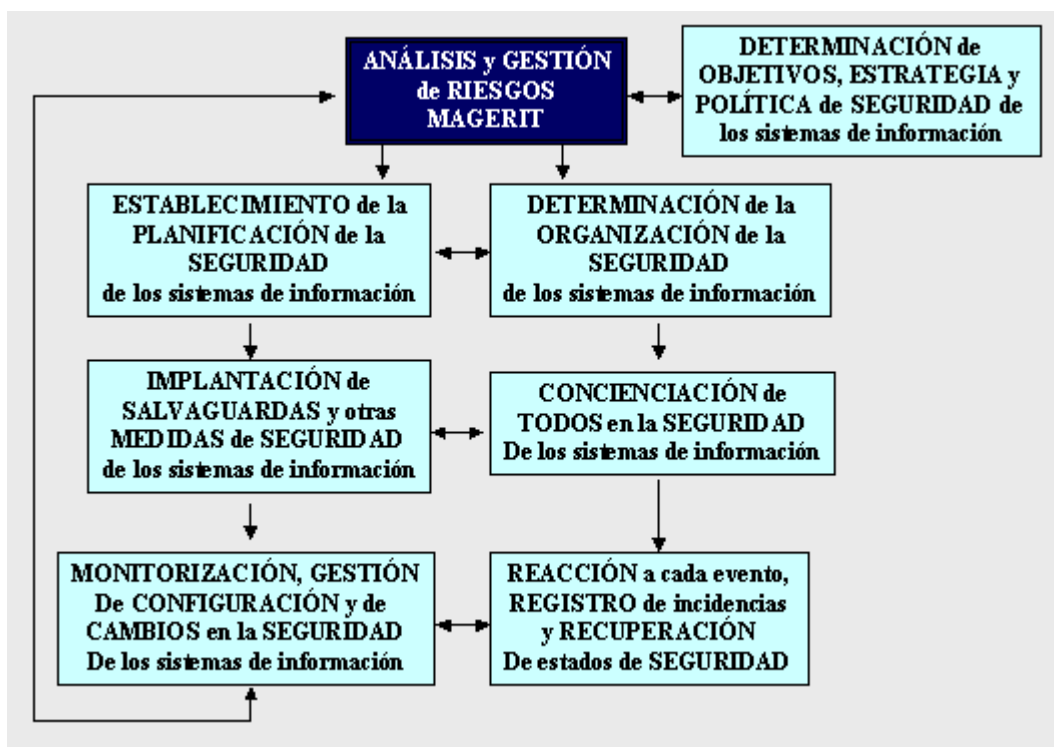 ANÁLISIS y GESTIÓN
de RIESGOS
MAGERIT
DETERMINACIÓN de
OBJETIVOS, ESTRATEGIA y
POLÍTICA de SEGURIDAD de
los sistemas de información
ESTABLECIMIENTO de la
PLANIFICACIÓN de la
SEGURIDAD
de los sistemas de información
DETERMINACIÓN de la
ORGANIZACIÓN de la
SEGURIDAD
de los sistemas de información
IMPLANTACIÓN de
SALVAGUARDAS y otras
MEDIDAS de SEGURIDAD
de los sistemas de información
CONCIENCIACIÓN de
TODOS en la SEGURIDAD
De los sistemas de información
MONITORIZACIÓN, GESTIÓN
De CONFIGURACIÓN y de
CAMBIOS en la SEGURIDAD
De los sistemas de información
REACCIÓN a cada evento,
REGISTRO de incidencias
y RECUPERACIÓN
De estados de SEGURIDAD